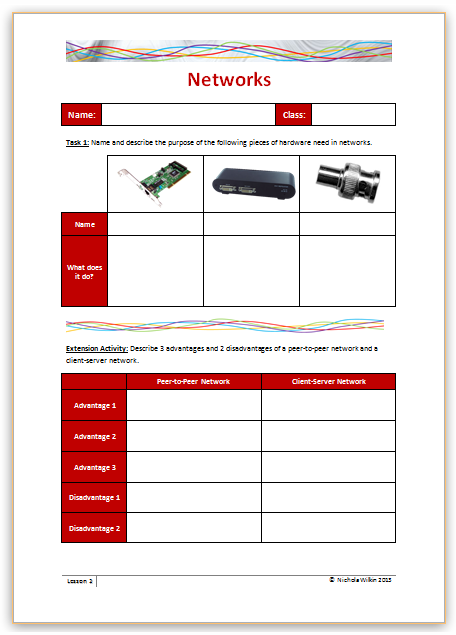 Networks
Name: Class:
Task 1: Name and describe the purpose of the following pieces of hardware need in networks.
Name
What does
it do?
Extension Activity: Describe 3 advantages and 2 disadvantages of a peer-to-peer network and a
client-server network.
Peer-to-Peer Network Client-Server Network
Advantage 1
Advantage 2
Advantage 3
Disadvantage 1
Disadvantage 2
Lesson 3 © Nichola Wilkin 2015